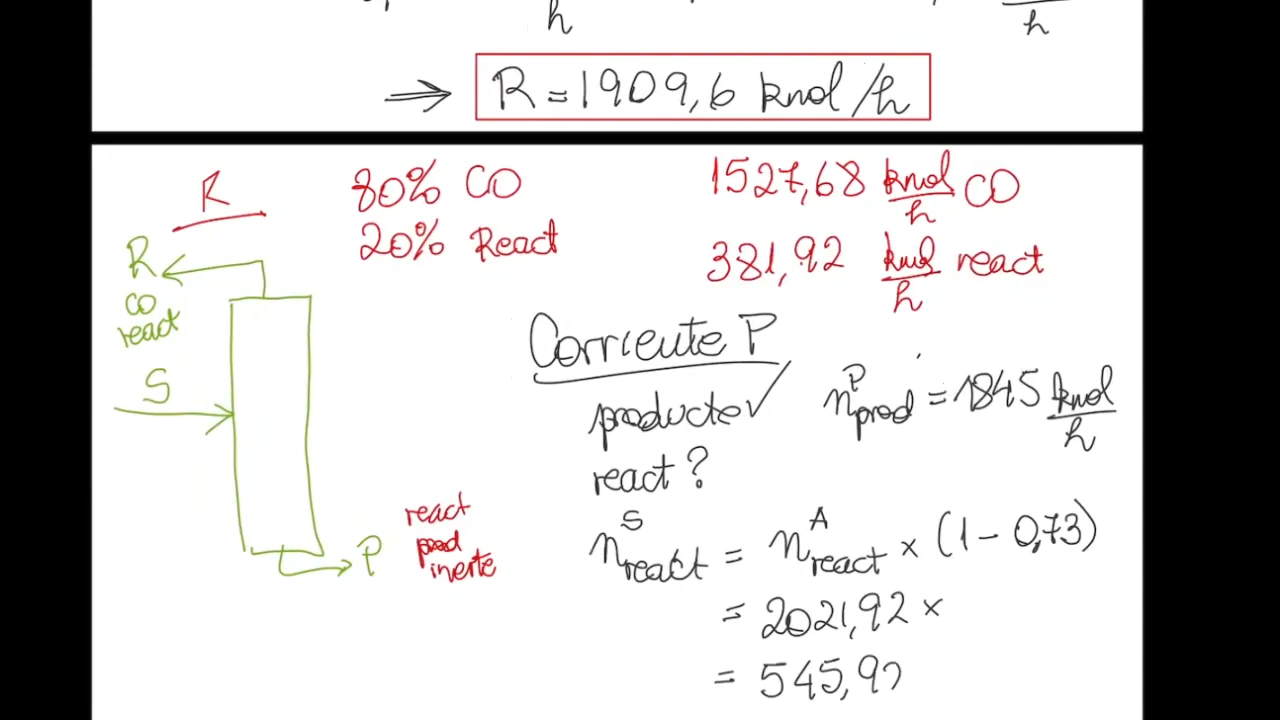 h
h
⇒ R = 1909,6 kmol/h
R
80% CO
20% React
1527,68 kmol/h CO
381,92 kmol/h react
R
CO
react
S
P
react
prod
inerte
Corriente P
producto ✓
n^P_prod = 1845 kmol/h
react ?
n^S_react = n^A_react × (1 - 0,73)
= 2021,92 ×
= 545,92